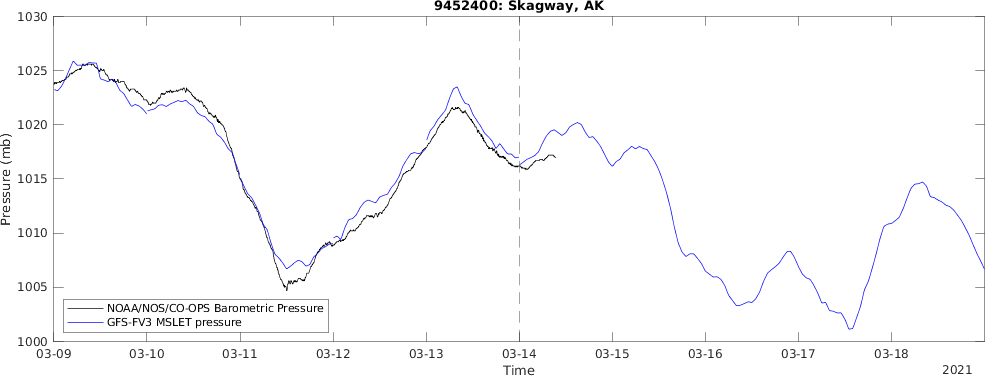 9452400: Skagway, AK
Pressure (mb)
1030
1025
1020
1015
1010
1005
1000
NOAA/NOS/CO-OPS Barometric Pressure
GFS-FV3 MSLET pressure
03-09 03-10 03-11 03-12 03-13 03-14 03-15 03-16 03-17 03-18
Time
2021